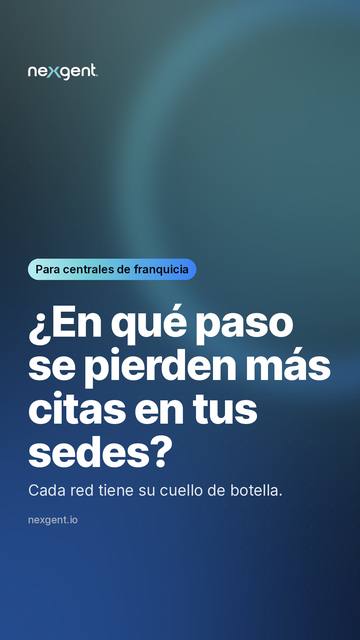 nexgent
Para centrales de franquicia
¿En qué paso
se pierden más
citas en tus
sedes?
Cada red tiene su cuello de botella.
nexgent.io